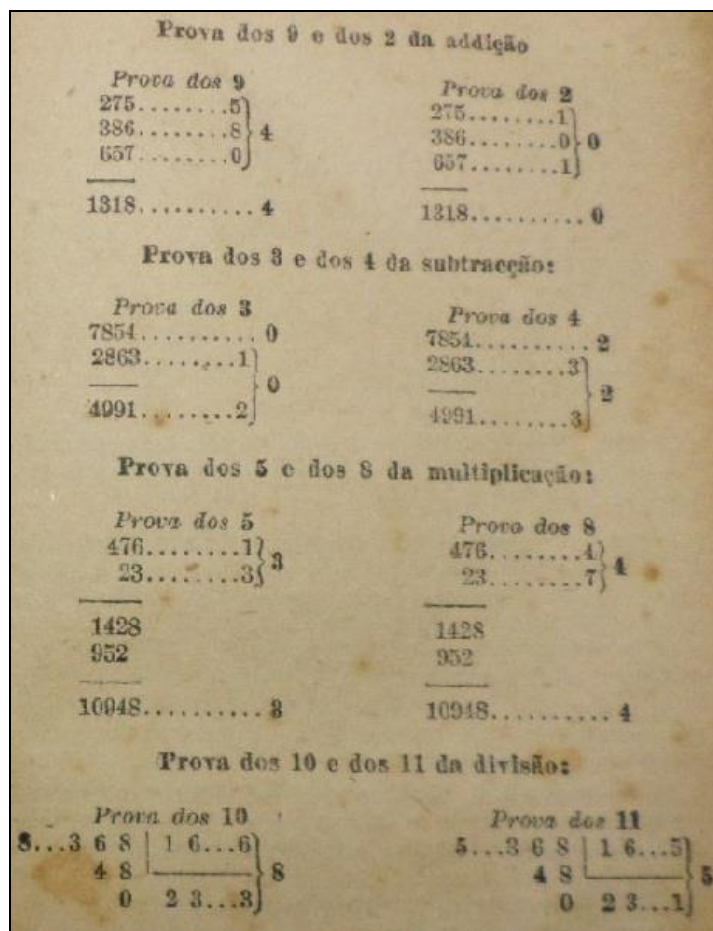 Prova dos 9 e dos 2 da addição
Prova dos 9
275........5
386........8 } 4
657........0
1318.......... 4
Prova dos 2
275........1
386........0 } 0
657........1
1318.......... 0
Prova dos 3 e dos 4 da subtracção:
Prova dos 3
7854.......... 0
2863........1
} 0
4991........2
Prova dos 4
7854.......... 2
2863........3
} 2
4991........3
Prova dos 5 e dos 8 da multiplicação:
Prova dos 5
476........1 } 3
23........3
1428
952
10948.......... 3
Prova dos 8
476........4 } 4
23........7
1428
952
10948.......... 4
Prova dos 10 e dos 11 da divisão:
Prova dos 10
8...3 6 8 | 1 6...6
4 8 } 8
0 2 3...3
Prova dos 11
5...3 6 8 | 1 6...5
4 8 } 5
0 2 3...1